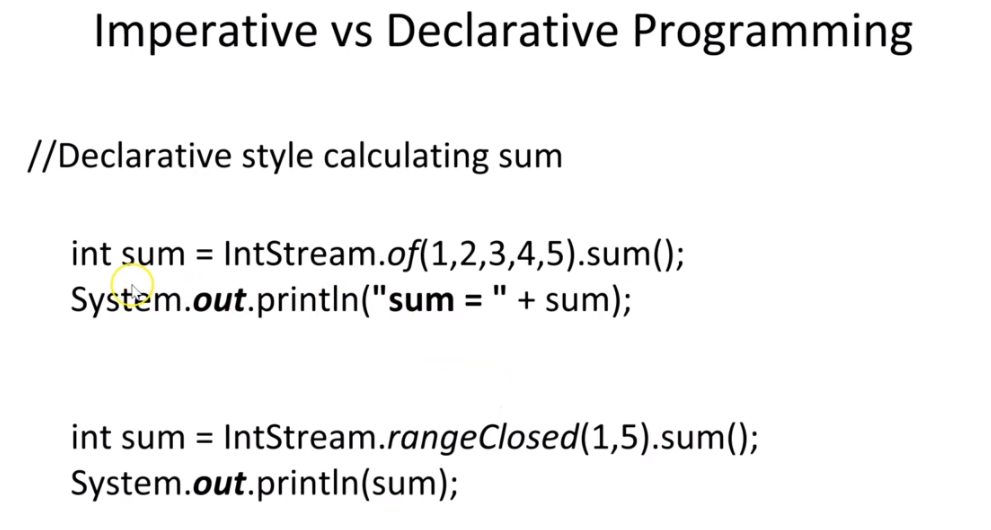 Imperative vs Declarative Programming
//Declarative style calculating sum
int sum = IntStream.of(1,2,3,4,5).sum();
System.out.println("sum = " + sum);
int sum = IntStream.rangeClosed(1,5).sum();
System.out.println(sum);